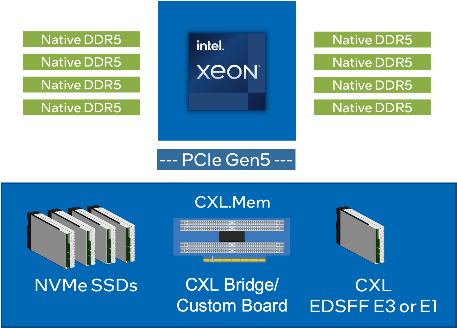 Native DDR5
Native DDR5
Native DDR5
Native DDR5
intel.
XEON
Native DDR5
Native DDR5
Native DDR5
Native DDR5
--- PCIe Gen5 ---
NVMe SSDs
CXL.Mem
CXL Bridge/
Custom Board
CXL
EDSFF E3 or E1